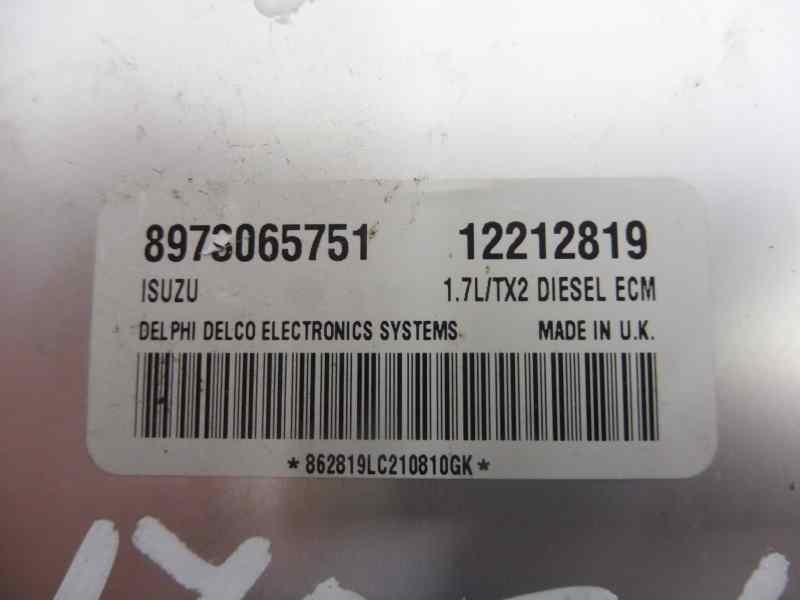 8973065751 12212819
ISUZU 1.7L/TX2 DIESEL ECM
DELPHI DELCO ELECTRONICS SYSTEMS MADE IN U.K.
*862819LC210810GK*